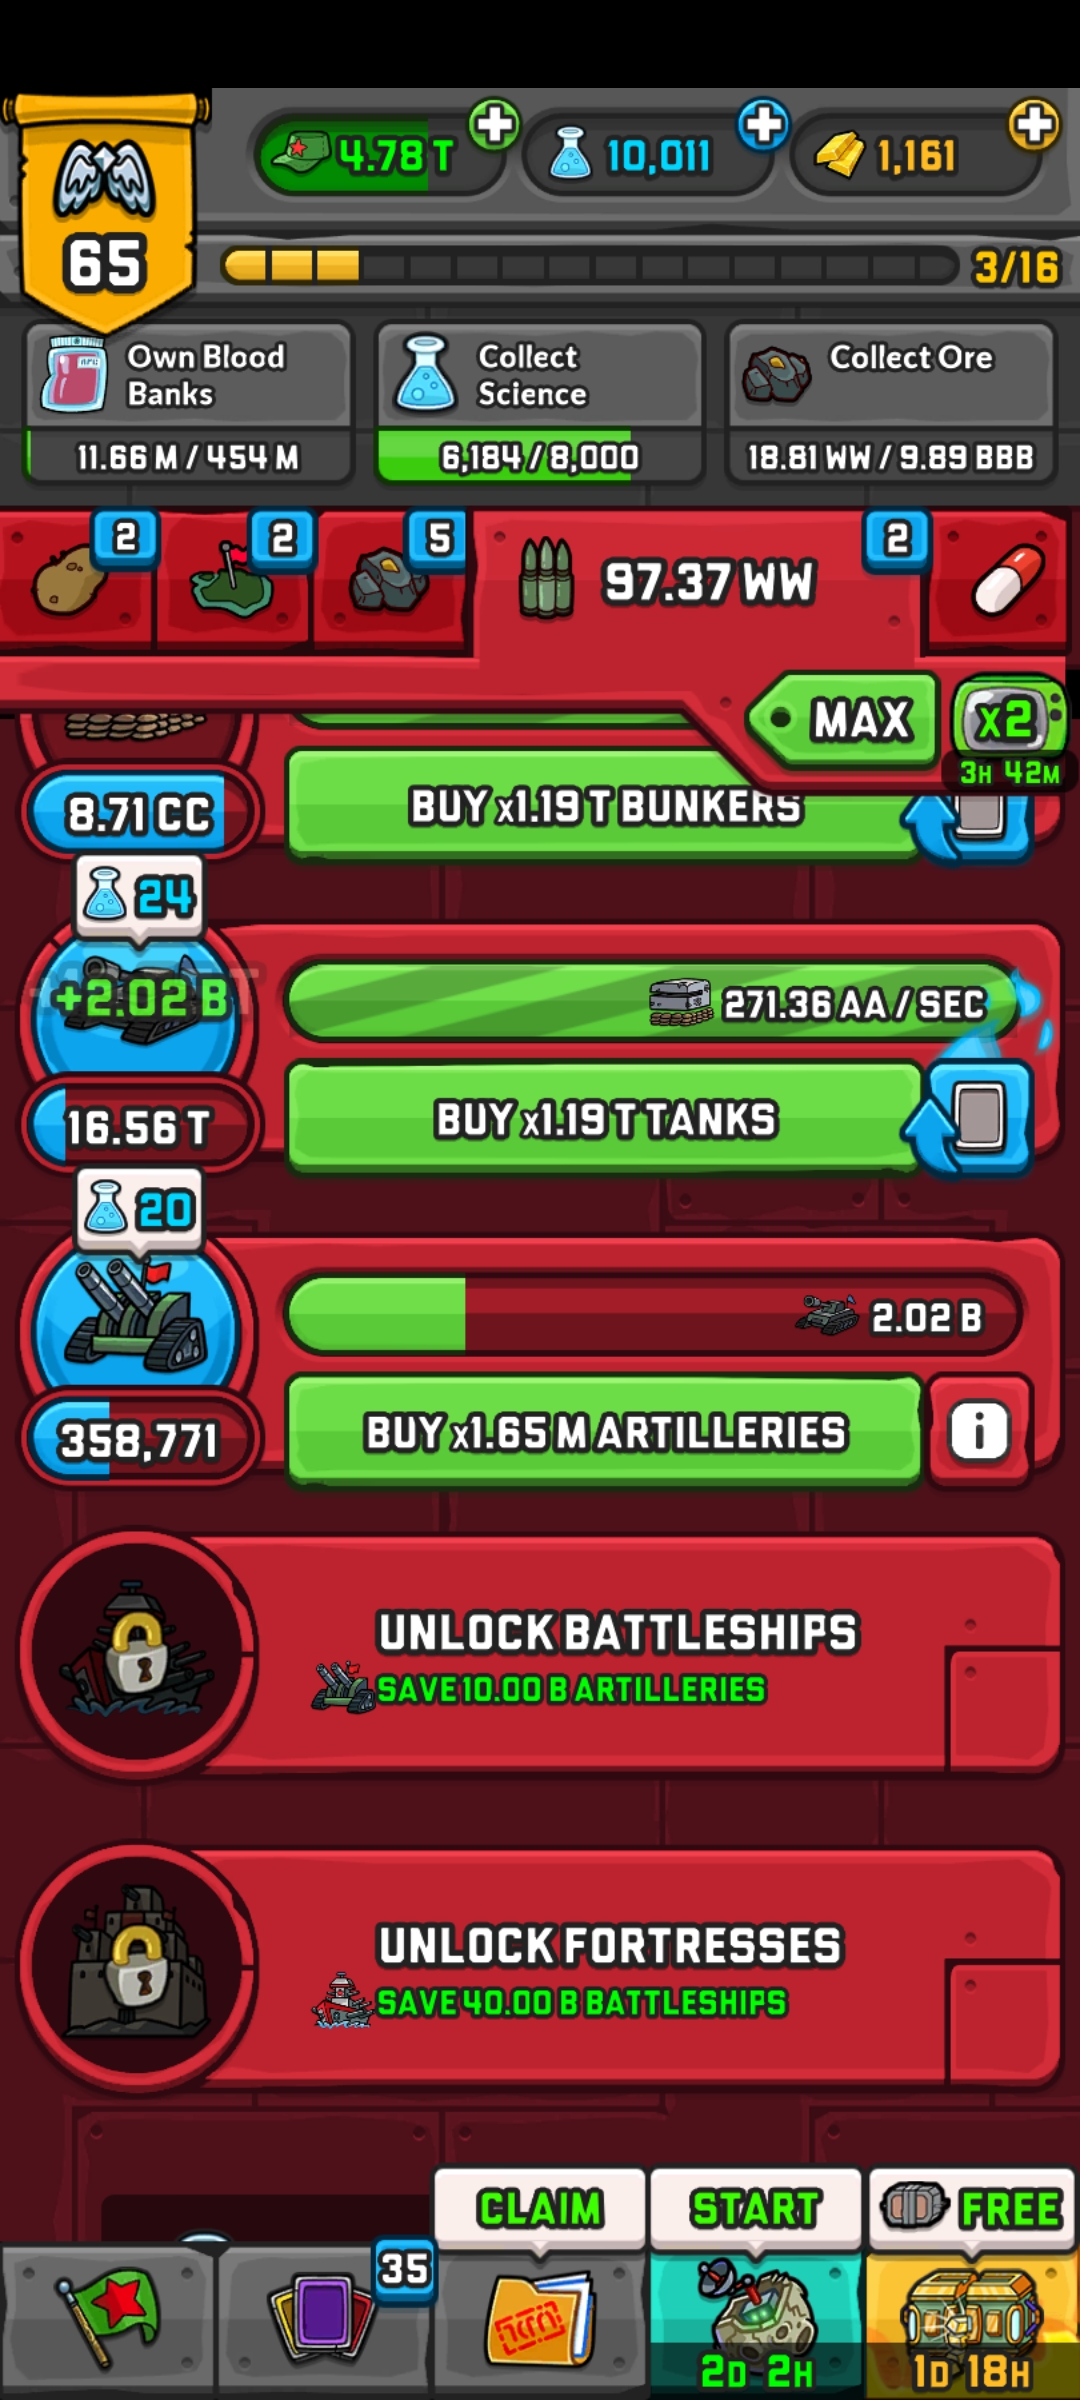 4.78 T
10,011
1,161
65
3/16
Own Blood
Banks
11.66 M / 454 M
Collect
Science
6,184 / 8,000
Collect Ore
18.81 WW / 9.89 BBB
2
2
5
97.37 WW
2
MAX
x2
3H 42M
8.71 CC
BUY x1.19 T BUNKERS
24
+2.02 B
271.36 AA / SEC
16.56 T
BUY x1.19 T TANKS
20
2.02 B
358,771
BUY x1.65 M ARTILLERIES
i
UNLOCK BATTLESHIPS
SAVE 10.00 B ARTILLERIES
UNLOCK FORTRESSES
SAVE 40.00 B BATTLESHIPS
CLAIM
START
FREE
35
2D 2H
1D 18H